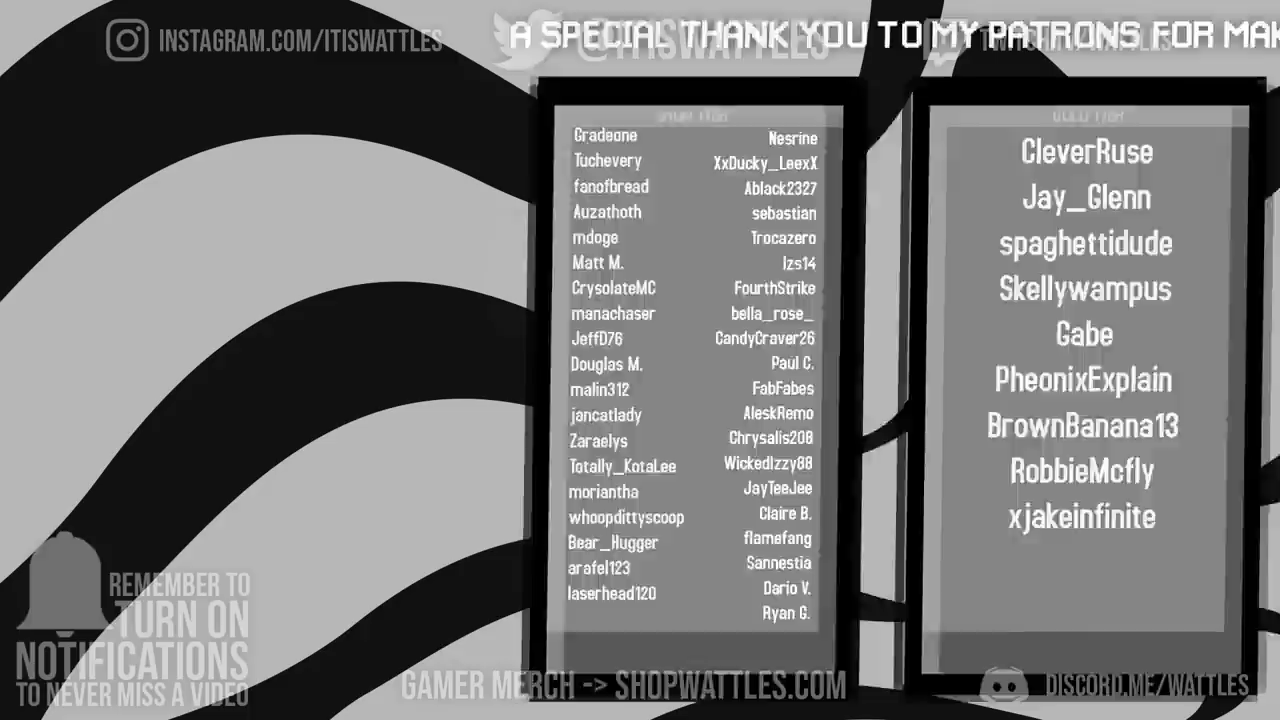 INSTAGRAM.COM/ITISWATTLES
@ITISWATTLES
A SPECIAL THANK YOU TO MY PATRONS FOR
Gradeone
Tuchevery
fanofbread
Auzathoth
mdoge
Matt M.
CrysolateMC
manachaser
JeffD76
Douglas M.
malin312
jancatlady
Zaraelys
Totally_KotaLee
moriantha
whoopdittyscoop
Bear_Hugger
arafel123
laserhead120
Nesrine
XxDucky_LeexX
Ablack2327
sebastian
Trocazero
lzs14
FourthStrike
bella_rose_
CandyCraver26
Paul C.
FabFabes
AleskRemo
Chrysalis208
WickedIzzy88
JayTeeJee
Claire B.
flamefang
Sannestia
Dario V.
Ryan G.
CleverRuse
Jay_Glenn
spaghettidude
Skellywampus
Gabe
PheonixExplain
BrownBanana13
RobbieMcfly
xjakeinfinite
REMEMBER TO
TURN ON
NOTIFICATIONS
TO NEVER MISS A VIDEO
GAMER MERCH -> SHOPWATTLES.COM
DISCORD.ME/WATTLES